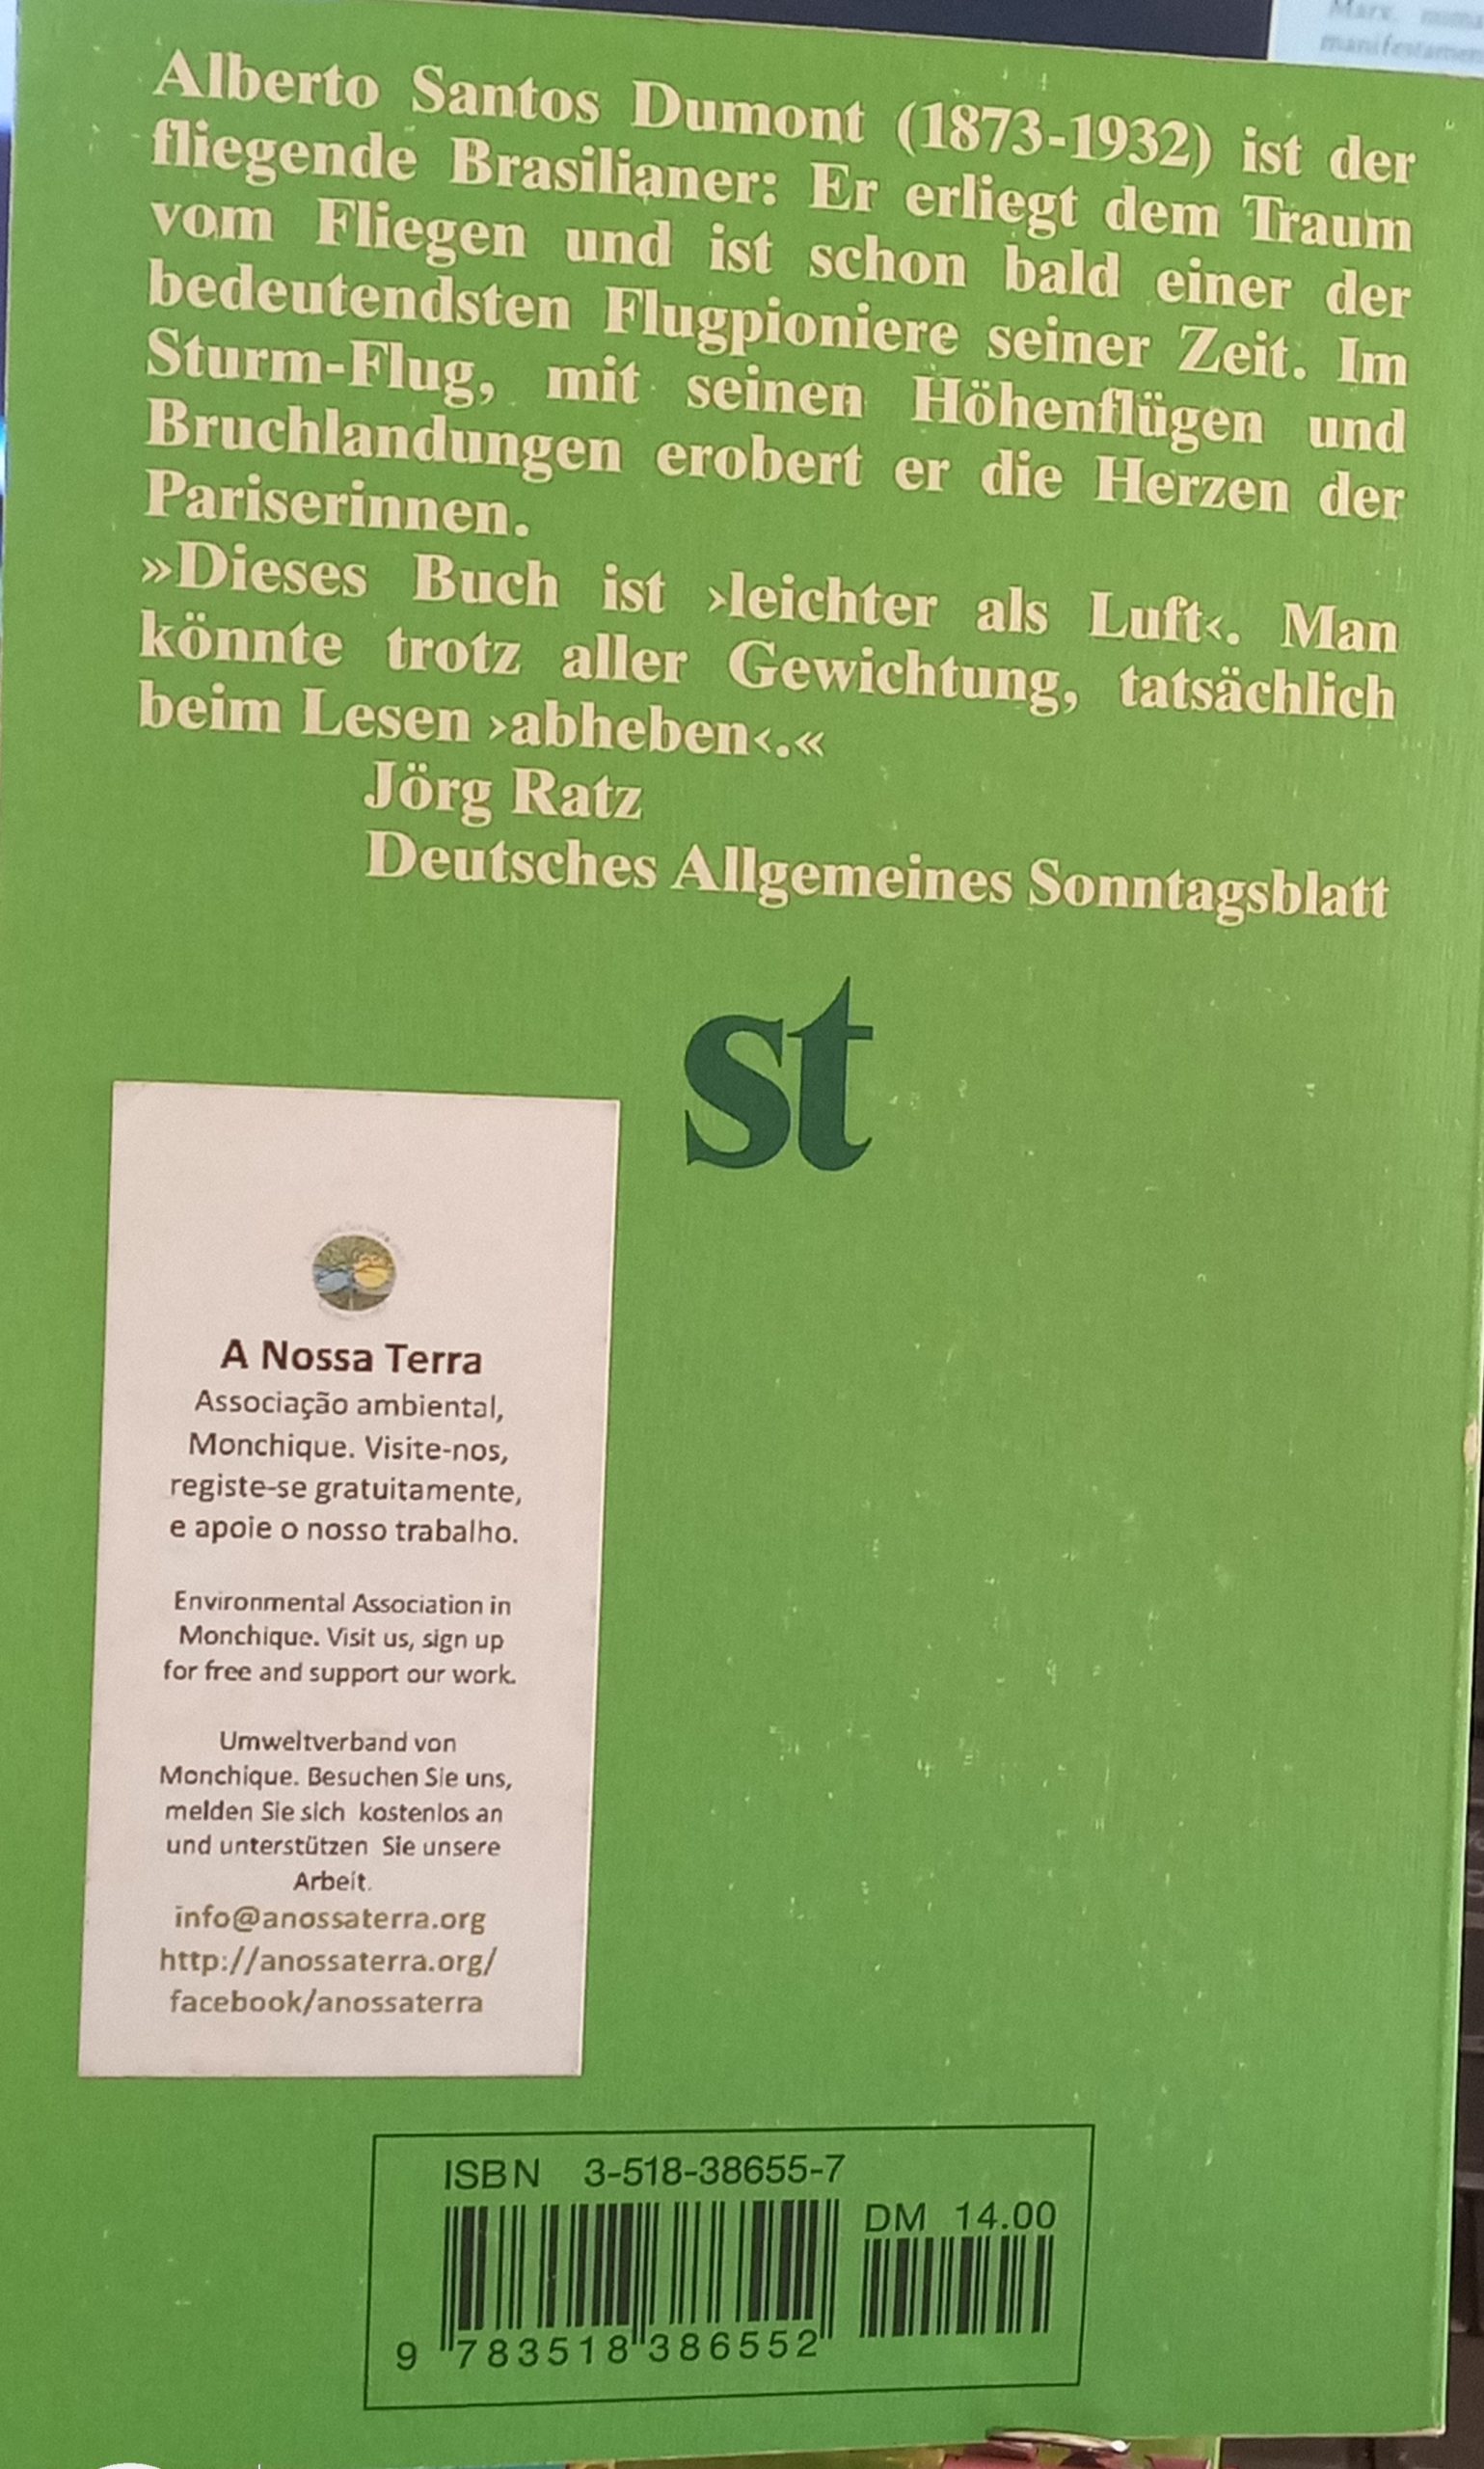 Marx
manifestamen
Alberto Santos Dumont (1873-1932) ist der
fliegende Brasilianer: Er erliegt dem Traum
vom Fliegen und ist schon bald einer der
bedeutendsten Flugpioniere seiner Zeit. Im
Sturm-Flug, mit seinen Höhenflügen und
Bruchlandungen erobert er die Herzen der
Pariserinnen.
»Dieses Buch ist ›leichter als Luft‹. Man
könnte trotz aller Gewichtung, tatsächlich
beim Lesen ›abheben‹.«
Jörg Ratz
Deutsches Allgemeines Sonntagsblatt
st
A Nossa Terra
Associação ambiental,
Monchique. Visite-nos,
registe-se gratuitamente,
e apoie o nosso trabalho.
Environmental Association in
Monchique. Visit us, sign up
for free and support our work.
Umweltverband von
Monchique. Besuchen Sie uns,
melden Sie sich kostenlos an
und unterstützen Sie unsere
Arbeit.
info@anossaterra.org
http://anossaterra.org/
facebook/anossaterra
ISBN 3-518-38655-7
DM 14.00
9 783518 386552